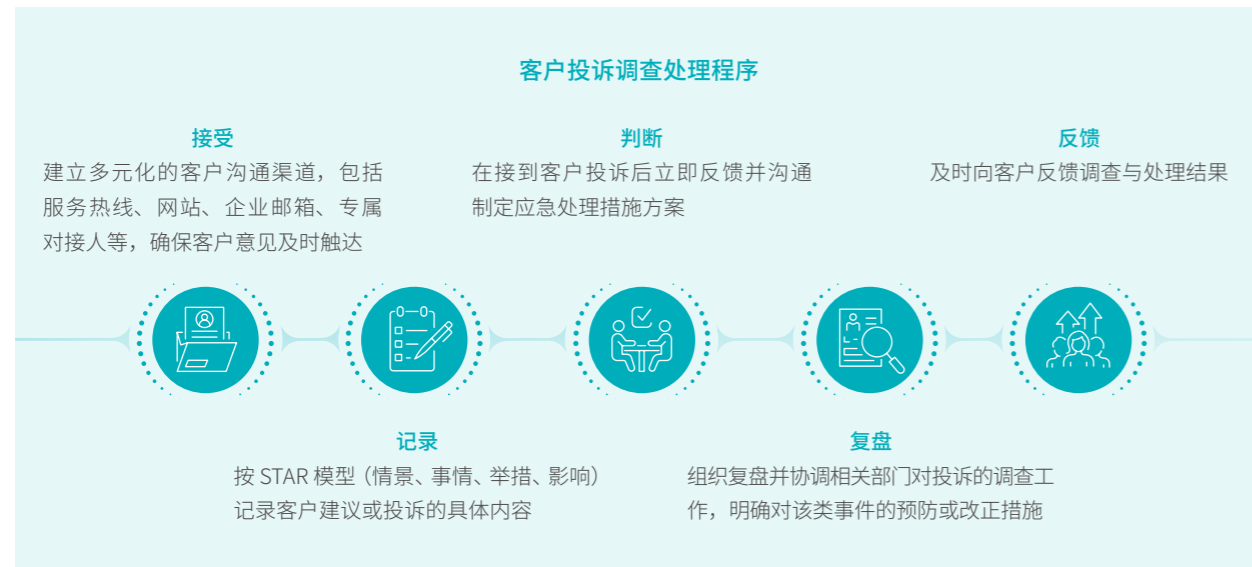 客户投诉调查处理程序
接受
建立多元化的客户沟通渠道，包括
服务热线、网站、企业邮箱、专属
对接人等，确保客户意见及时触达
记录
按 STAR 模型（情景、事情、举措、影响）
记录客户建议或投诉的具体内容
判断
在接到客户投诉后立即反馈并沟通
制定应急处理措施方案
复盘
组织复盘并协调相关部门对投诉的调查工
作，明确对该类事件的预防或改正措施
反馈
及时向客户反馈调查与处理结果